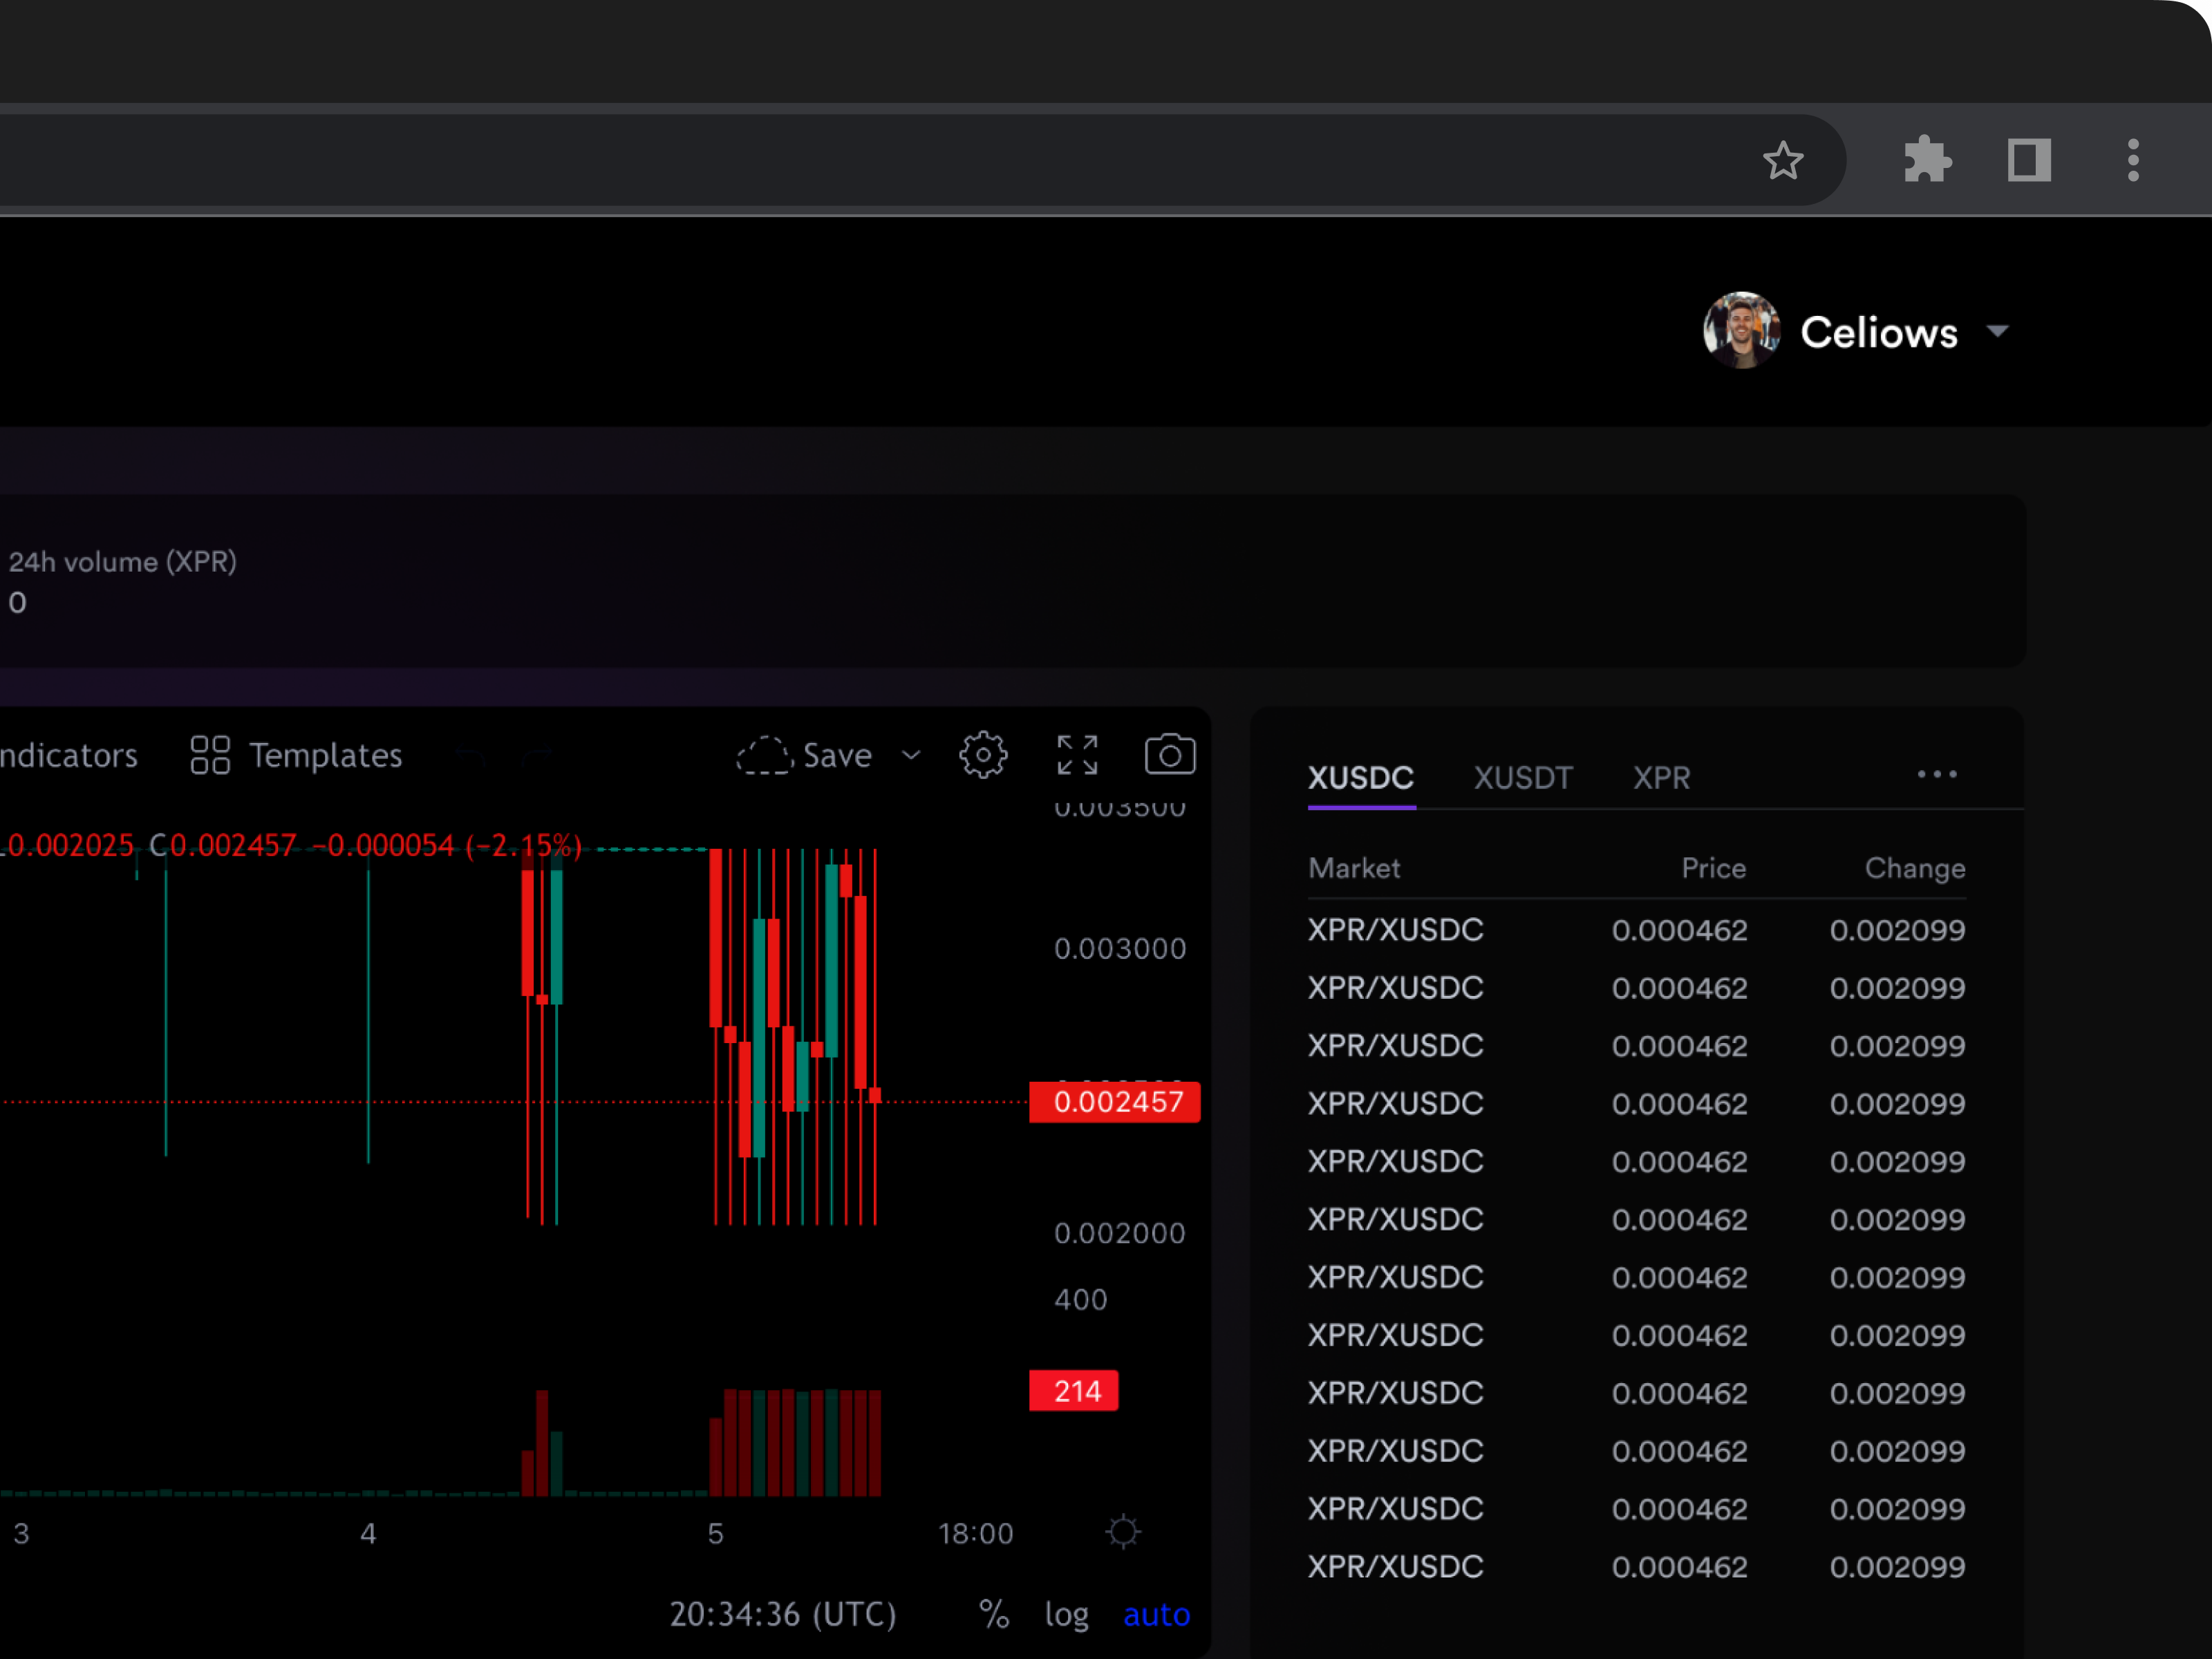 Celiows
24h volume (XPR)
0
ndicators Templates Save
0.003500
0.002025 C0.002457 −0.000054 (−2.15%)
0.003000
0.002457
0.002000
400
214
3 4 5 18:00
20:34:36 (UTC) % log auto
XUSDC XUSDT XPR
Market Price Change
XPR/XUSDC 0.000462 0.002099
XPR/XUSDC 0.000462 0.002099
XPR/XUSDC 0.000462 0.002099
XPR/XUSDC 0.000462 0.002099
XPR/XUSDC 0.000462 0.002099
XPR/XUSDC 0.000462 0.002099
XPR/XUSDC 0.000462 0.002099
XPR/XUSDC 0.000462 0.002099
XPR/XUSDC 0.000462 0.002099
XPR/XUSDC 0.000462 0.002099
XPR/XUSDC 0.000462 0.002099
XPR/XUSDC 0.000462 0.002099